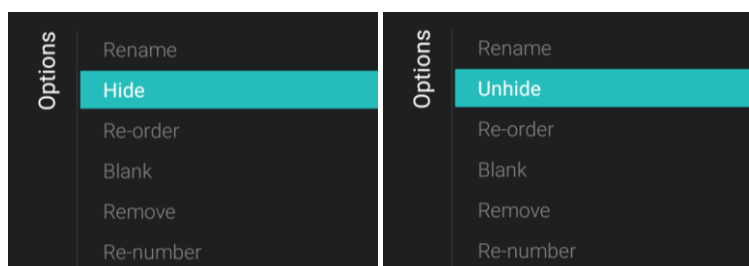 Options
Rename
Hide
Re-order
Blank
Remove
Re-number
Options
Rename
Unhide
Re-order
Blank
Remove
Re-number